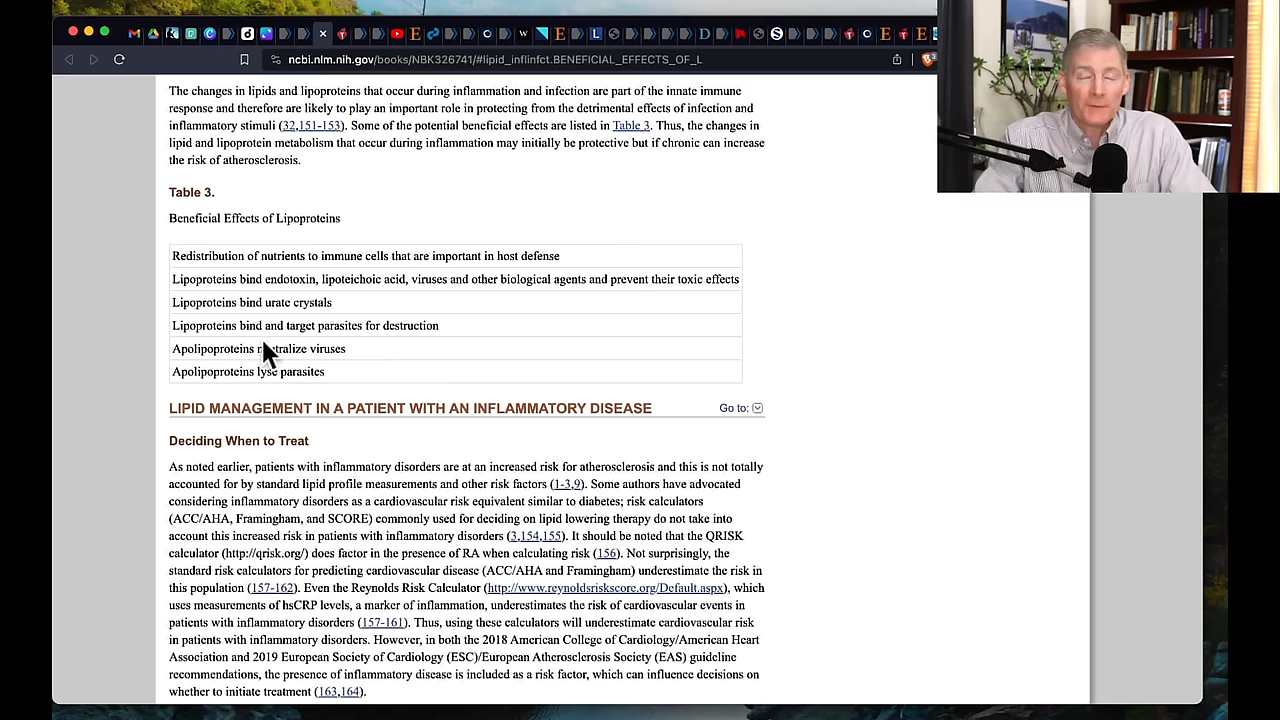 ncbi.nlm.nih.gov/books/NBK326741/#lipid_inflinfct.BENEFICIAL_EFFECTS_OF_L
The changes in lipids and lipoproteins that occur during inflammation and infection are part of the innate immune
response and therefore are likely to play an important role in protecting from the detrimental effects of infection and
inflammatory stimuli (32,151-153). Some of the potential beneficial effects are listed in Table 3. Thus, the changes in
lipid and lipoprotein metabolism that occur during inflammation may initially be protective but if chronic can increase
the risk of atherosclerosis.
Table 3.
Beneficial Effects of Lipoproteins
Redistribution of nutrients to immune cells that are important in host defense
Lipoproteins bind endotoxin, lipoteichoic acid, viruses and other biological agents and prevent their toxic effects
Lipoproteins bind urate crystals
Lipoproteins bind and target parasites for destruction
Apolipoproteins neutralize viruses
Apolipoproteins lyse parasites
LIPID MANAGEMENT IN A PATIENT WITH AN INFLAMMATORY DISEASE
Go to:
Deciding When to Treat
As noted earlier, patients with inflammatory disorders are at an increased risk for atherosclerosis and this is not totally
accounted for by standard lipid profile measurements and other risk factors (1-3,9). Some authors have advocated
considering inflammatory disorders as a cardiovascular risk equivalent similar to diabetes; risk calculators
(ACC/AHA, Framingham, and SCORE) commonly used for deciding on lipid lowering therapy do not take into
account this increased risk in patients with inflammatory disorders (3,154,155). It should be noted that the QRISK
calculator (http://qrisk.org/) does factor in the presence of RA when calculating risk (156). Not surprisingly, the
standard risk calculators for predicting cardiovascular disease (ACC/AHA and Framingham) underestimate the risk in
this population (157-162). Even the Reynolds Risk Calculator (http://www.reynoldsriskscore.org/Default.aspx), which
uses measurements of hsCRP levels, a marker of inflammation, underestimates the risk of cardiovascular events in
patients with inflammatory disorders (157-161). Thus, using these calculators will underestimate cardiovascular risk
in patients with inflammatory disorders. However, in both the 2018 American College of Cardiology/American Heart
Association and 2019 European Society of Cardiology (ESC)/European Atherosclerosis Society (EAS) guideline
recommendations, the presence of inflammatory disease is included as a risk factor, which can influence decisions on
whether to initiate treatment (163,164).